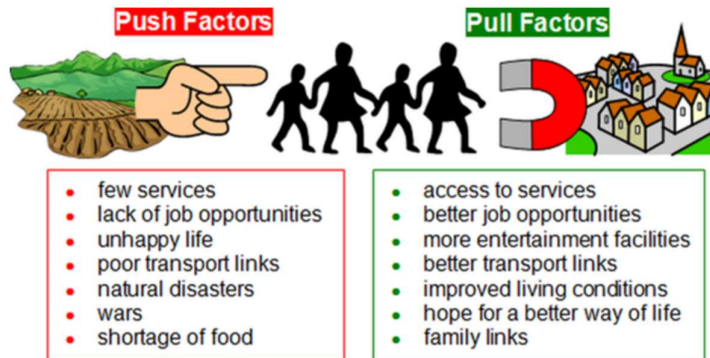 Push Factors
Pull Factors
few services
lack of job opportunities
unhappy life
poor transport links
natural disasters
wars
shortage of food
access to services
better job opportunities
more entertainment facilities
better transport links
improved living conditions
hope for a better way of life
family links